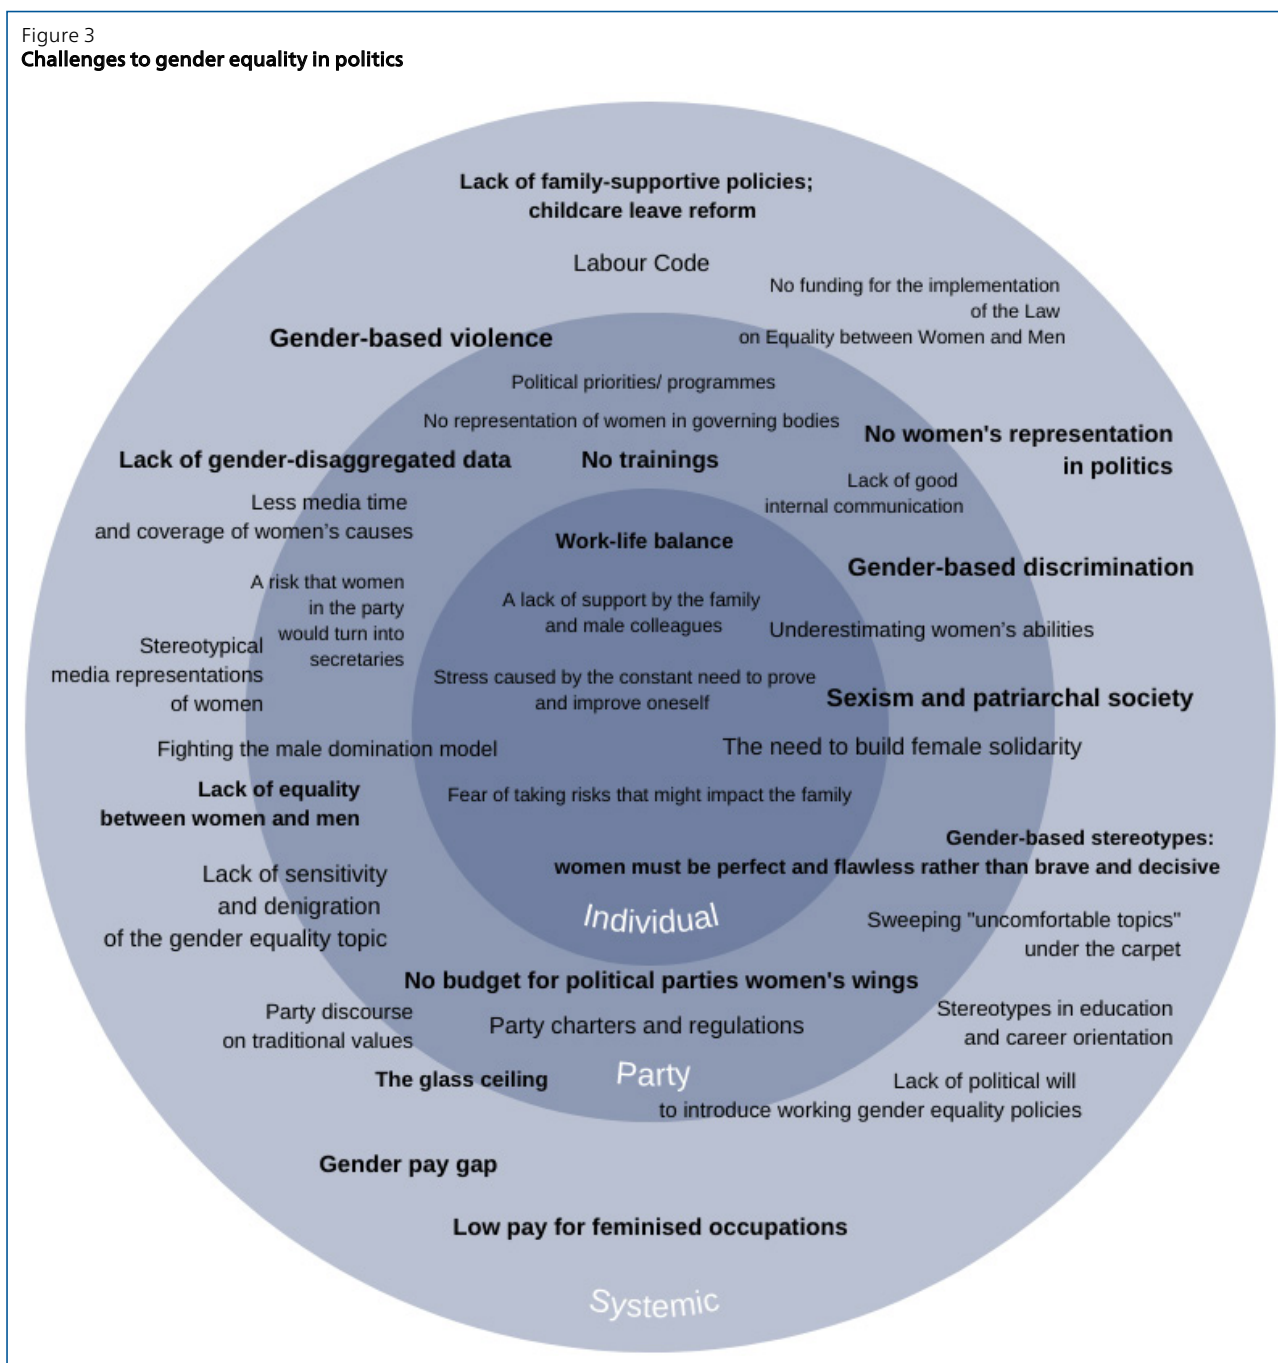 Figure 3
Challenges to gender equality in politics
Lack of family-supportive policies;
childcare leave reform
Labour Code
No funding for the implementation
of the Law
on Equality between Women and Men
Gender-based violence
Political priorities/ programmes
No representation of women in governing bodies
No women's representation
in politics
Lack of gender-disaggregated data
No trainings
Lack of good
internal communication
Less media time
and coverage of women’s causes
Work-life balance
Gender-based discrimination
A risk that women
in the party
would turn into
secretaries
A lack of support by the family
and male colleagues
Underestimating women’s abilities
Stereotypical
media representations
of women
Stress caused by the constant need to prove
and improve oneself
Sexism and patriarchal society
Fighting the male domination model
The need to build female solidarity
Lack of equality
between women and men
Fear of taking risks that might impact the family
Gender-based stereotypes:
women must be perfect and flawless rather than brave and decisive
Lack of sensitivity
and denigration
of the gender equality topic
Individual
Sweeping "uncomfortable topics"
under the carpet
No budget for political parties women's wings
Party discourse
on traditional values
Party charters and regulations
Stereotypes in education
and career orientation
The glass ceiling
Party
Lack of political will
to introduce working gender equality policies
Gender pay gap
Low pay for feminised occupations
Systemic